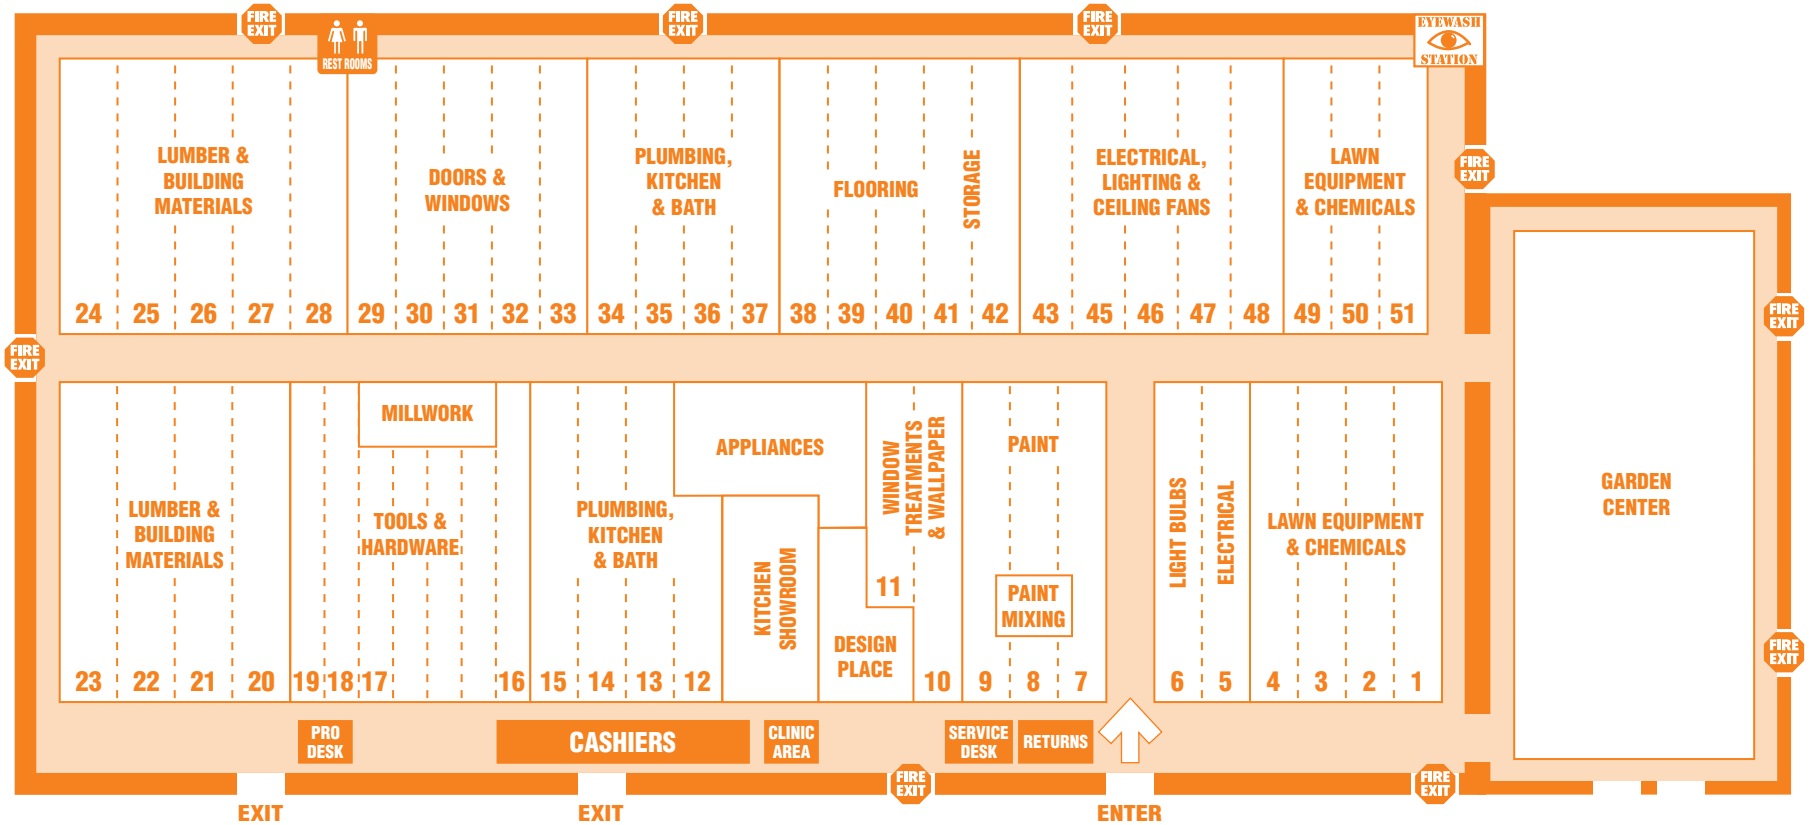 FIRE
EXIT
FIRE
EXIT
FIRE
EXIT
EYEWASH
STATION
REST ROOMS
LUMBER &
BUILDING
MATERIALS
DOORS &
WINDOWS
PLUMBING,
KITCHEN
& BATH
FLOORING
STORAGE
ELECTRICAL,
LIGHTING &
CEILING FANS
LAWN
EQUIPMENT
& CHEMICALS
FIRE
EXIT
24 25 26 27 28 29 30 31 32 33 34 35 36 37 38 39 40 41 42 43 45 46 47 48 49 50 51
FIRE
EXIT
FIRE
EXIT
LUMBER &
BUILDING
MATERIALS
MILLWORK
TOOLS &
HARDWARE
PLUMBING,
KITCHEN
& BATH
APPLIANCES
KITCHEN
SHOWROOM
DESIGN
PLACE
WINDOW
TREATMENTS
& WALLPAPER
11
PAINT
PAINT
MIXING
LIGHT BULBS
ELECTRICAL
LAWN EQUIPMENT
& CHEMICALS
GARDEN
CENTER
FIRE
EXIT
23 22 21 20 19 18 17 16 15 14 13 12 10 9 8 7 6 5 4 3 2 1
PRO
DESK
CASHIERS
CLINIC
AREA
SERVICE
DESK
RETURNS
FIRE
EXIT
FIRE
EXIT
EXIT
EXIT
ENTER